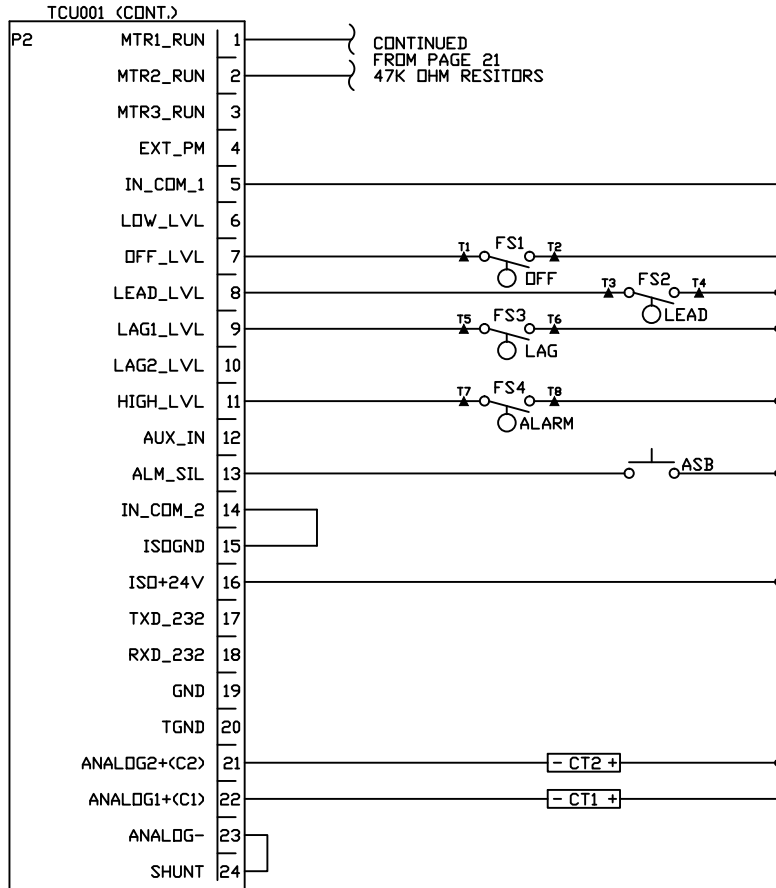 TCU001 (CONT.)
P2 MTR1_RUN 1
CONTINUED
FROM PAGE 21
47K OHM RESITORS
MTR2_RUN 2
MTR3_RUN 3
EXT_PM 4
IN_COM_1 5
LOW_LVL 6
OFF_LVL 7 T1 FS1 T2
OFF
LEAD_LVL 8 T3 FS2 T4
LEAD
LAG1_LVL 9 T5 FS3 T6
LAG
LAG2_LVL 10
HIGH_LVL 11 T7 FS4 T8
ALARM
AUX_IN 12
ALM_SIL 13 ASB
IN_COM_2 14
ISOGND 15
ISO+24V 16
TXD_232 17
RXD_232 18
GND 19
TGND 20
ANALOG2+(C2) 21 - CT2 +
ANALOG1+(C1) 22 - CT1 +
ANALOG- 23
SHUNT 24